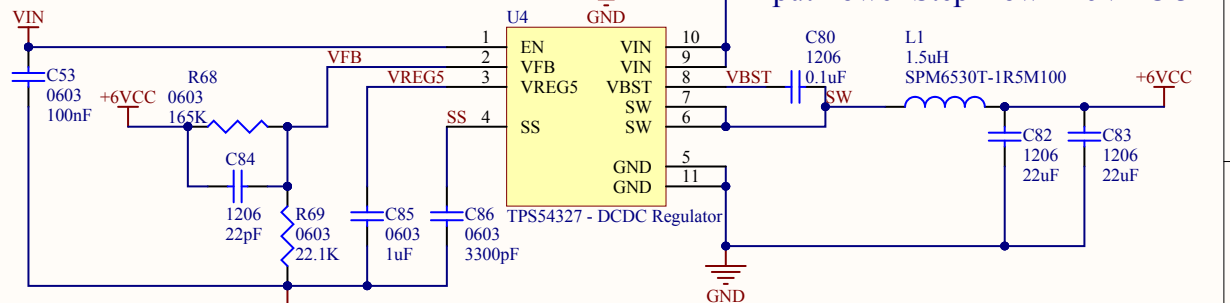 VIN
C53
0603
100nF
+6VCC
R68
0603
165K
C84
1206
22pF
R69
0603
22.1K
VFB
VREG5
SS
C85
0603
1uF
C86
0603
3300pF
GND
U4
1 EN
2 VFB
3 VREG5
4 SS
VIN 10
VIN 9
VBST 8
SW 7
SW 6
GND 5
GND 11
TPS54327 - DCDC Regulator
VBST
C80
1206
0.1uF
SW
L1
1.5uH
SPM6530T-1R5M100
+6VCC
C82
1206
22uF
C83
1206
22uF
GND